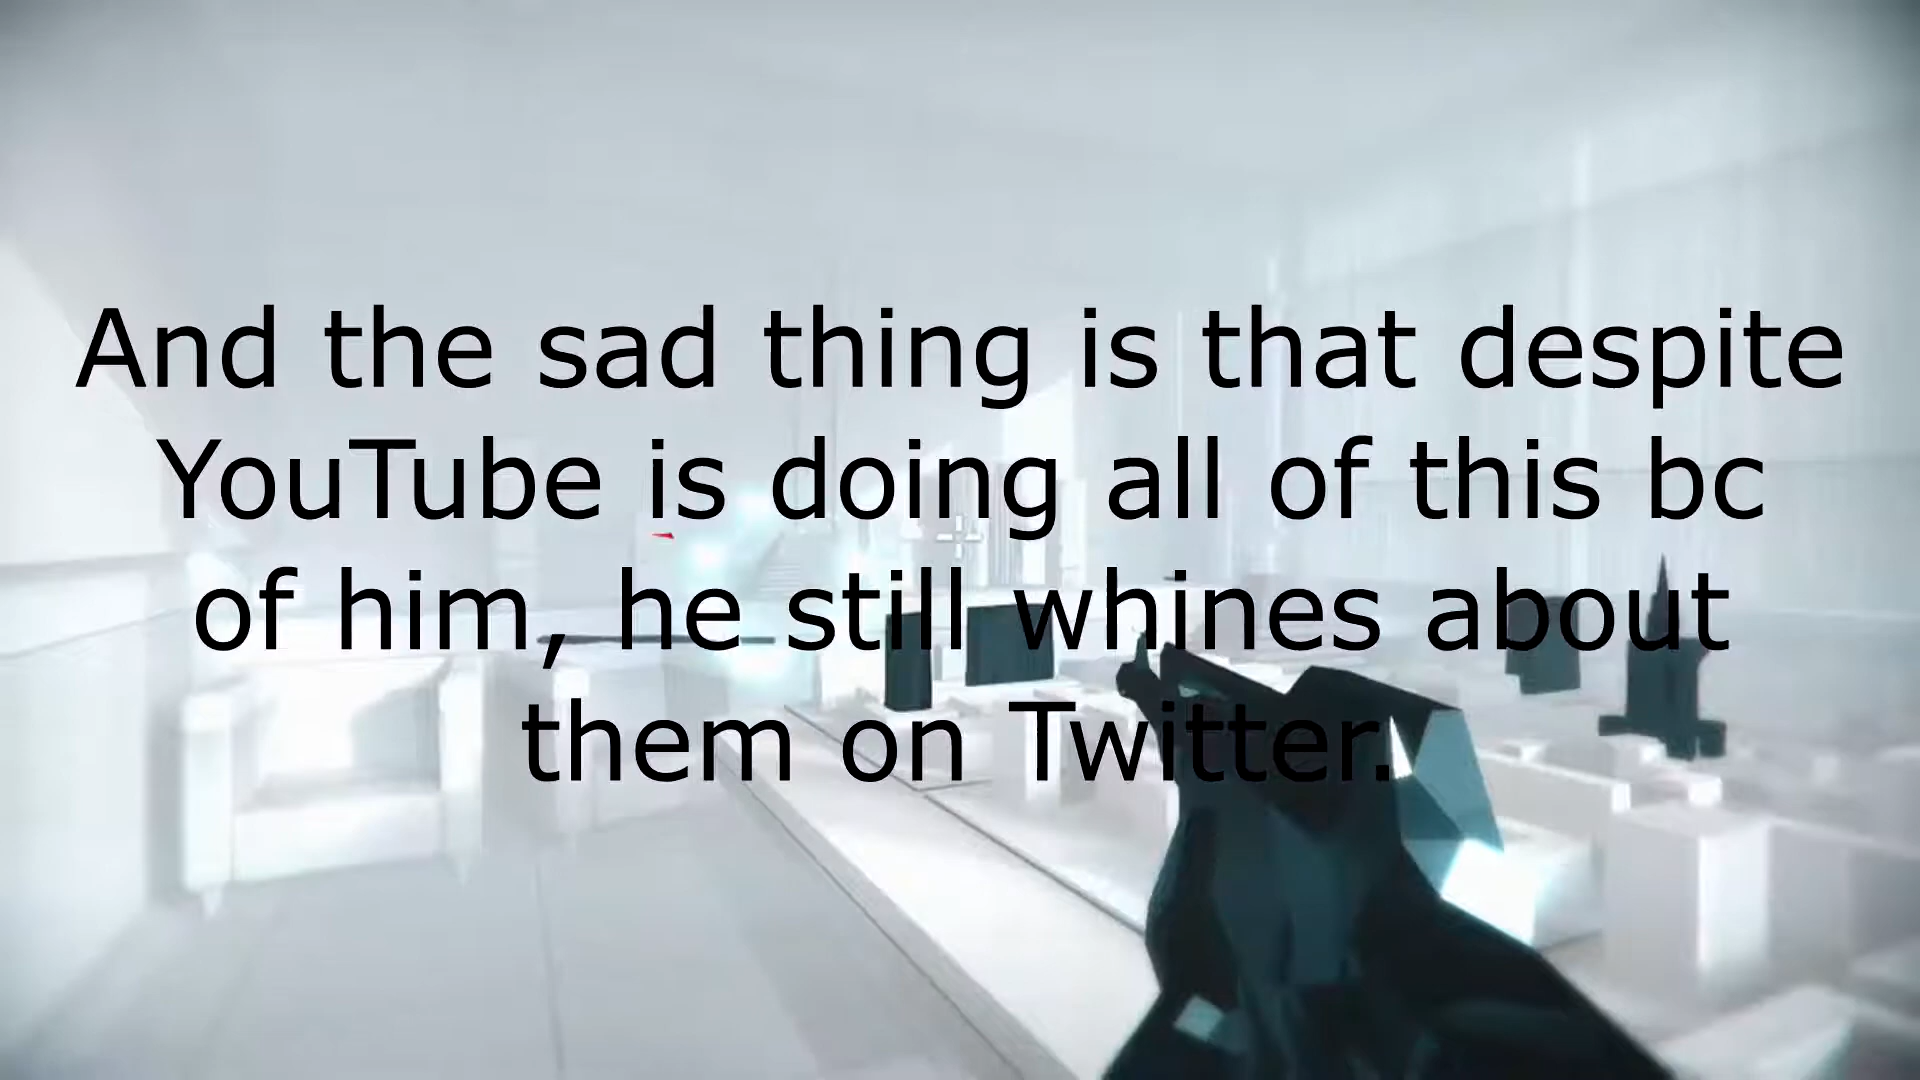 And the sad thing is that despite
YouTube is doing all of this bc
of him, he still whines about
them on Twitter.